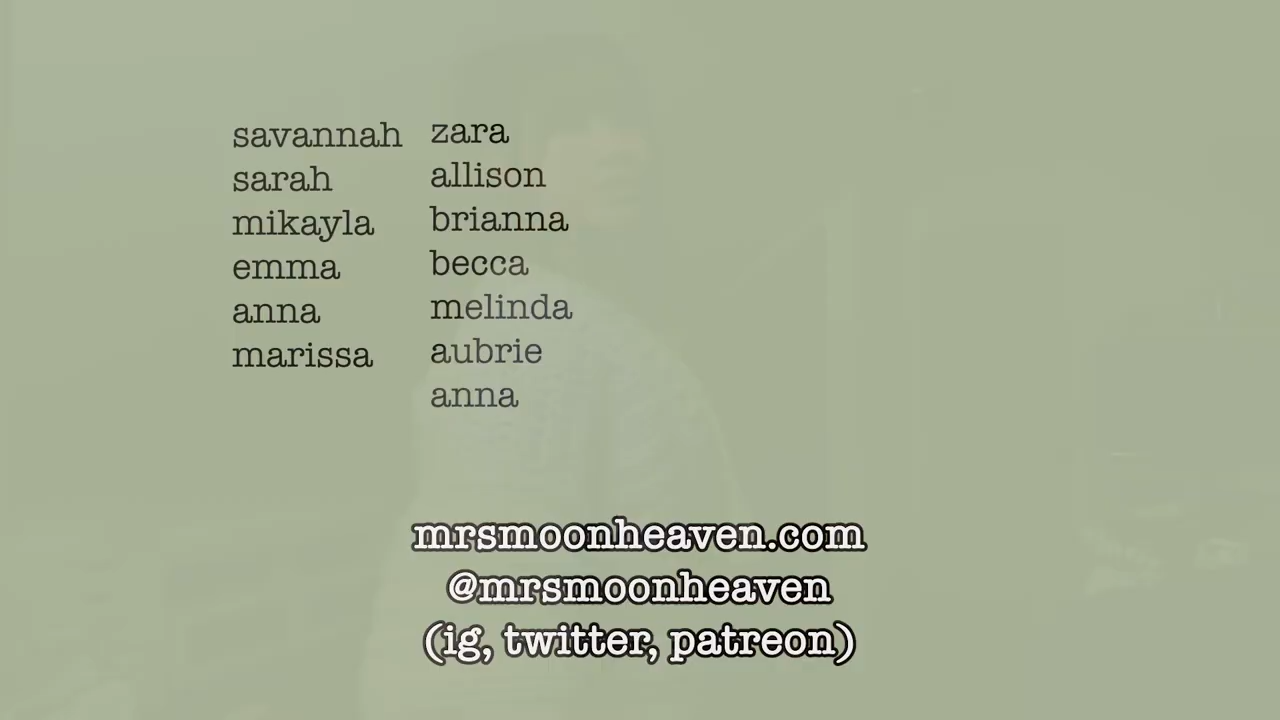 savannah
sarah
mikayla
emma
anna
marissa
zara
allison
brianna
becca
melinda
aubrie
anna
mrsmoonheaven.com
@mrsmoonheaven
(ig, twitter, patreon)